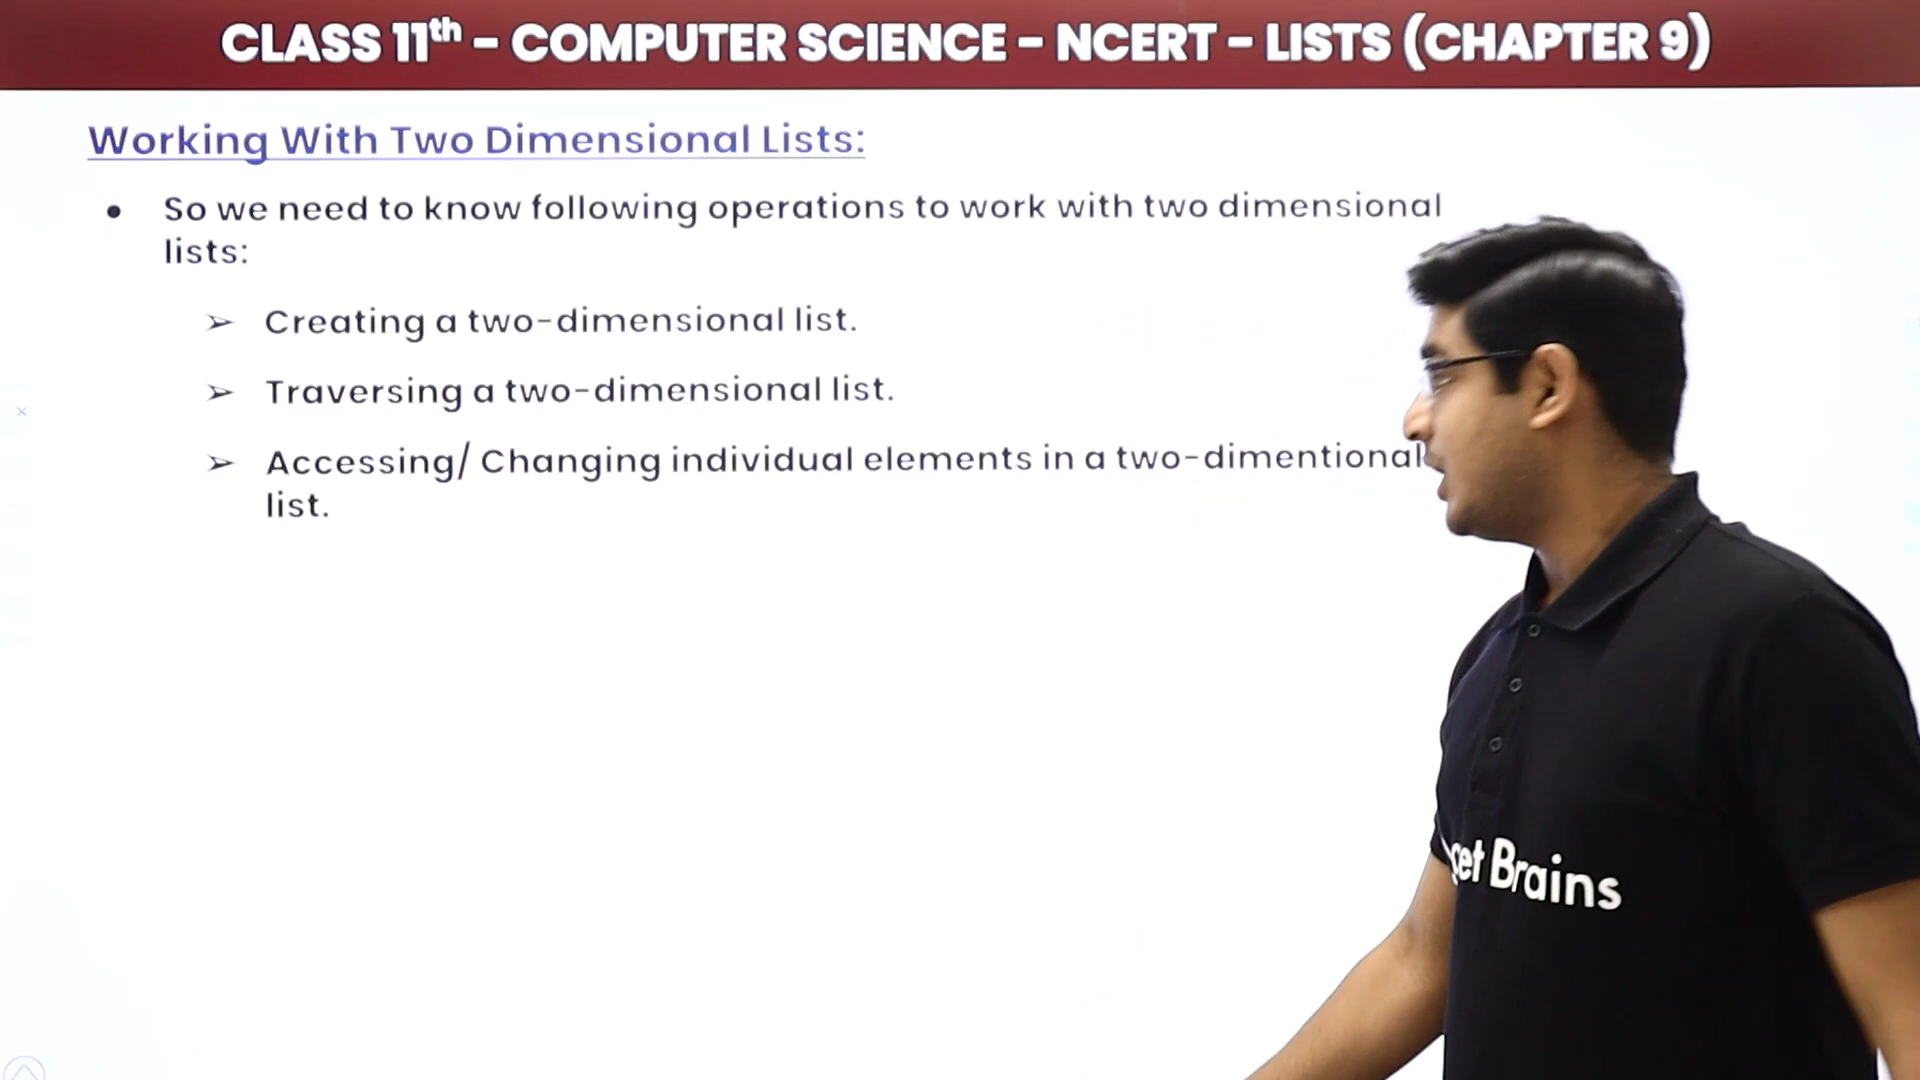 CLASS 11th - COMPUTER SCIENCE - NCERT - LISTS (CHAPTER 9)
Working With Two Dimensional Lists:
• So we need to know following operations to work with two dimensional
lists:
➢ Creating a two-dimensional list.
➢ Traversing a two-dimensional list.
➢ Accessing/ Changing individual elements in a two-dimentional
list.
Brains